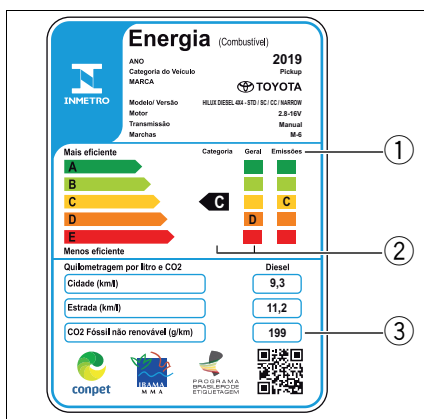 Energia (Combustível)
ANO 2019
Categoria do Veículo Pickup
MARCA TOYOTA
INMETRO
Modelo/ Versão HILUX DIESEL 4X4 - STD / SC / CC / NARROW
Motor 2.8-16V
Transmissão Manual
Marchas M-6
Mais eficiente Categoria Geral Emissões 1
A
B
C C C
D D
E
Menos eficiente 2
Quilometragem por litro e CO2 Diesel
Cidade (km/l) 9,3
Estrada (km/l) 11,2
CO2 Fóssil não renovável (g/km) 199 3
conpet
IBAMA
MMA
PROGRAMA
BRASILEIRO DE
ETIQUETAGEM